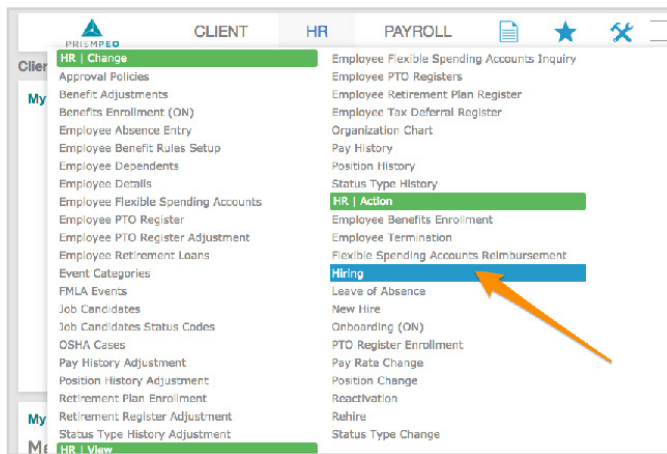 CLIENT HR PAYROLL
PRISMPEO
Clien
My
HR | Change
Approval Policies
Benefit Adjustments
Benefits Enrollment (ON)
Employee Absence Entry
Employee Benefit Rules Setup
Employee Dependents
Employee Details
Employee Flexible Spending Accounts
Employee PTO Register
Employee PTO Register Adjustment
Employee Retirement Loans
Event Categories
FMLA Events
Job Candidates
Job Candidates Status Codes
OSHA Cases
Pay History Adjustment
Position History Adjustment
Retirement Plan Enrollment
Retirement Register Adjustment
Status Type History Adjustment
HR | View
Employee Flexible Spending Accounts Inquiry
Employee PTO Registers
Employee Retirement Plan Register
Employee Tax Deferral Register
Organization Chart
Pay History
Position History
Status Type History
HR | Action
Employee Benefits Enrollment
Employee Termination
Flexible Spending Accounts Reimbursement
Hiring
Leave of Absence
New Hire
Onboarding (ON)
PTO Register Enrollment
Pay Rate Change
Position Change
Reactivation
Rehire
Status Type Change
My
Me